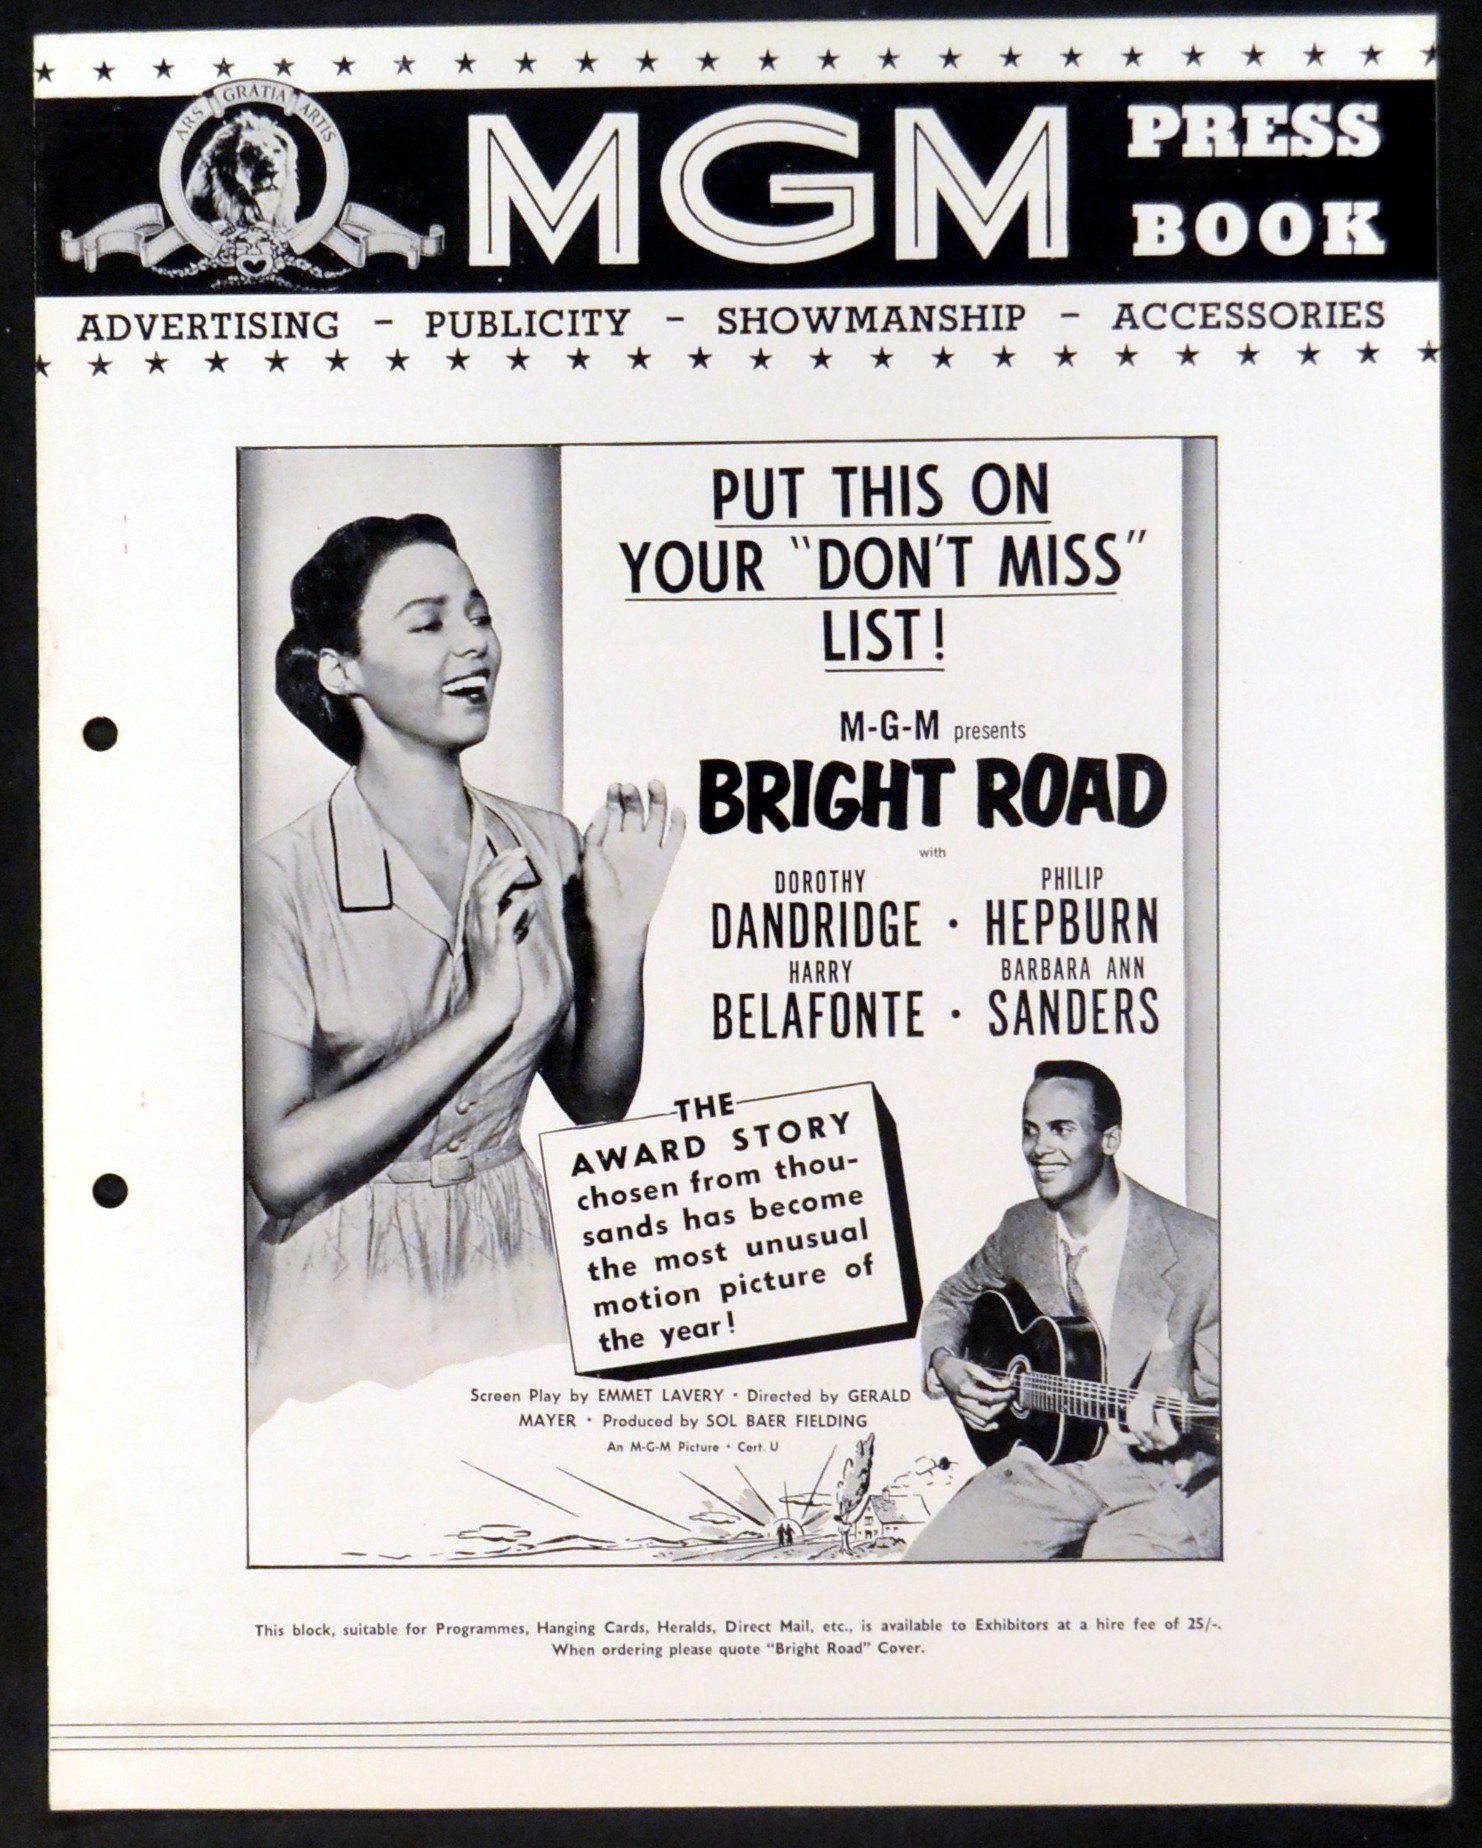 ARS GRATIA ARTIS
MGM
PRESS
BOOK
ADVERTISING - PUBLICITY - SHOWMANSHIP - ACCESSORIES
PUT THIS ON
YOUR "DON'T MISS"
LIST!
M-G-M presents
BRIGHT ROAD
with
DOROTHY PHILIP
DANDRIDGE · HEPBURN
HARRY BARBARA ANN
BELAFONTE · SANDERS
THE
AWARD STORY
chosen from thou-
sands has become
the most unusual
motion picture of
the year!
Screen Play by EMMET LAVERY · Directed by GERALD
MAYER · Produced by SOL BAER FIELDING
An M-G-M Picture · Cert. U
This block, suitable for Programmes, Hanging Cards, Heralds, Direct Mail, etc., is available to Exhibitors at a hire fee of 25/-.
When ordering please quote "Bright Road" Cover.